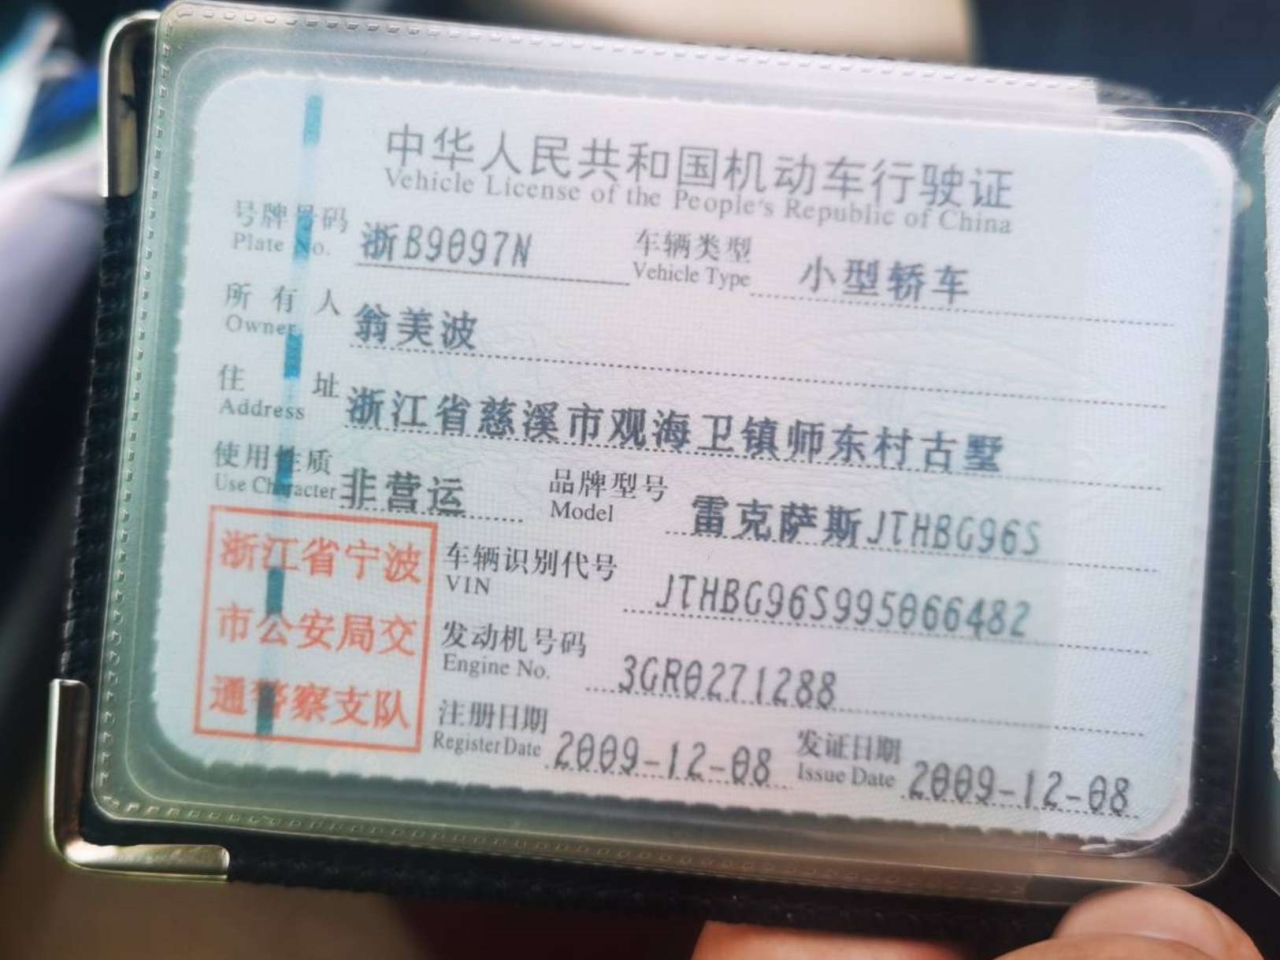 中华人民共和国机动车行驶证
Vehicle License of the People's Republic of China
号牌号码 浙B9097N 车辆类型 小型轿车
Plate No. Vehicle Type
所有人 翁美波
Owner
住址 浙江省慈溪市观海卫镇师东村古墅
Address
使用性质 非营运 品牌型号 雷克萨斯JTHBG96S
Use Character Model
浙江省宁波
市公安局交
通警察支队
车辆识别代号 JTHBG96S995066482
VIN
发动机号码 3GR0271288
Engine No.
注册日期 2009-12-08 发证日期 2009-12-08
Register Date Issue Date